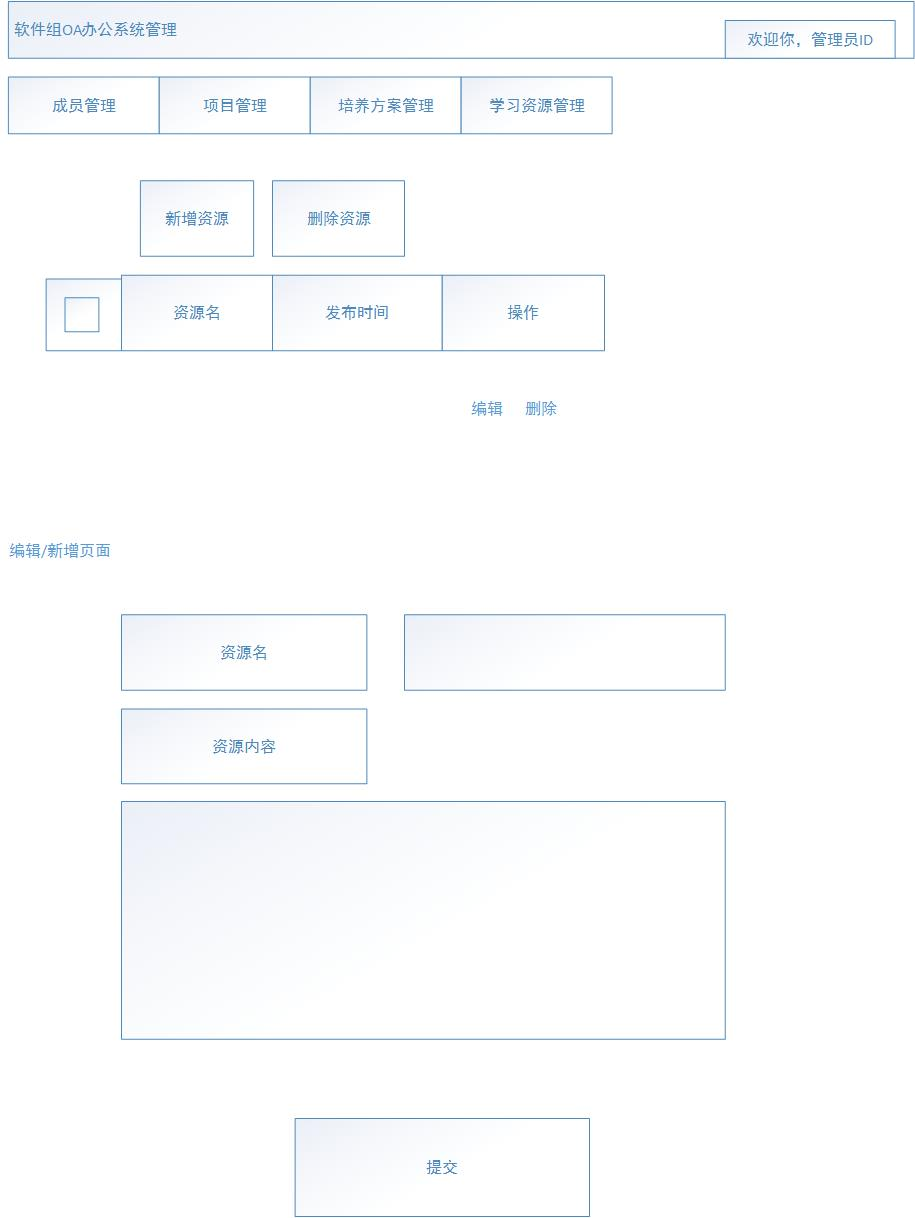 软件组OA办公系统管理
欢迎你，管理员ID
成员管理 项目管理 培养方案管理 学习资源管理
新增资源 删除资源
资源名 发布时间 操作
编辑 删除
编辑/新增页面
资源名
资源内容
提交